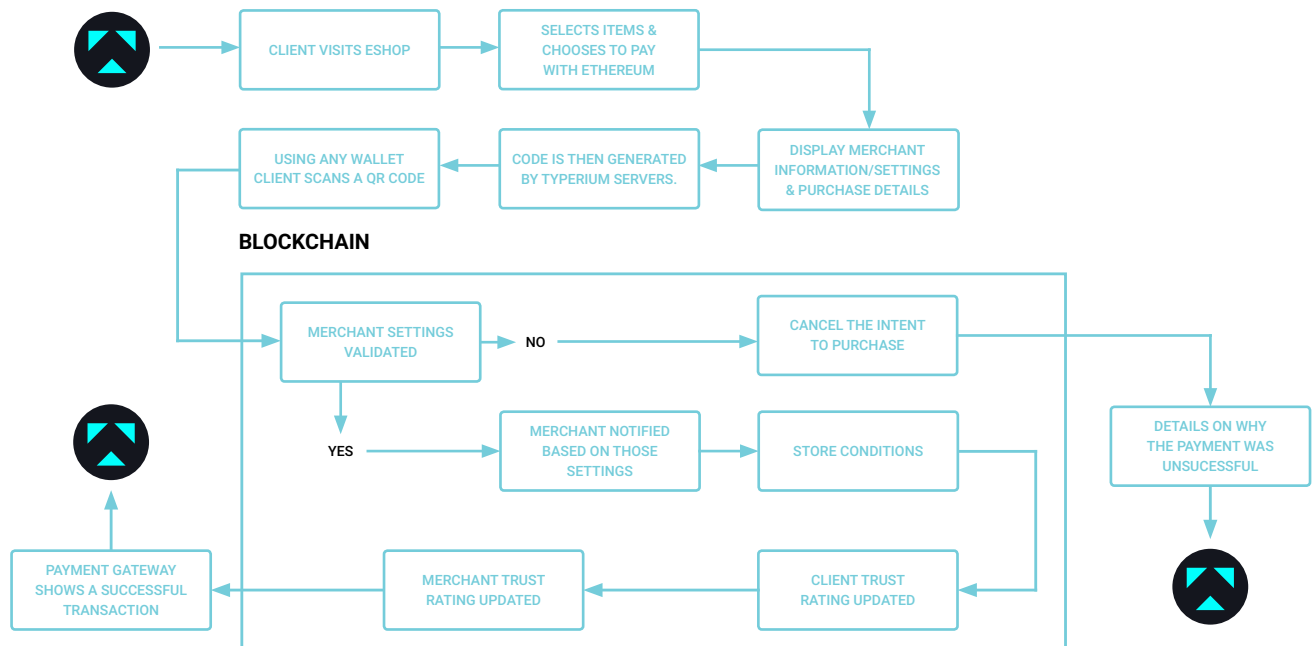 CLIENT VISITS ESHOP
SELECTS ITEMS &
CHOOSES TO PAY
WITH ETHEREUM
DISPLAY MERCHANT
INFORMATION/SETTINGS
& PURCHASE DETAILS
CODE IS THEN GENERATED
BY TYPERIUM SERVERS.
USING ANY WALLET
CLIENT SCANS A QR CODE
BLOCKCHAIN
MERCHANT SETTINGS
VALIDATED
NO
CANCEL THE INTENT
TO PURCHASE
DETAILS ON WHY
THE PAYMENT WAS
UNSUCESSFUL
YES
MERCHANT NOTIFIED
BASED ON THOSE
SETTINGS
STORE CONDITIONS
CLIENT TRUST
RATING UPDATED
MERCHANT TRUST
RATING UPDATED
PAYMENT GATEWAY
SHOWS A SUCCESSFUL
TRANSACTION